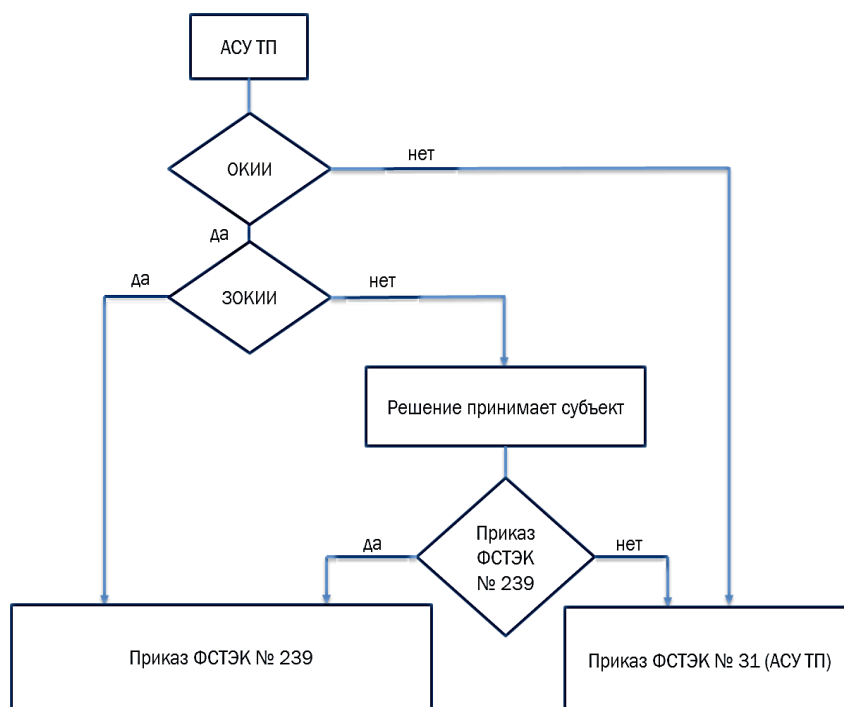 АСУ ТП
ОКИИ
нет
да
ЗОКИИ
да
нет
Решение принимает субъект
Приказ
ФСТЭК
№ 239
да
нет
Приказ ФСТЭК № 239
Приказ ФСТЭК № 31 (АСУ ТП)